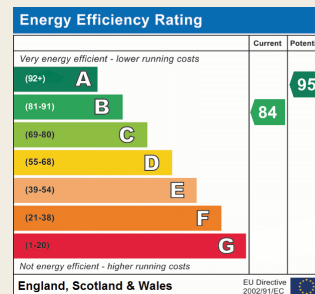 Energy Efficiency Rating
Current Potenti
Very energy efficient - lower running costs
(92+) A 95
(81-91) B 84
(69-80) C
(55-68) D
(39-54) E
(21-38) F
(1-20) G
Not energy efficient - higher running costs
England, Scotland & Wales
EU Directive
2002/91/EC